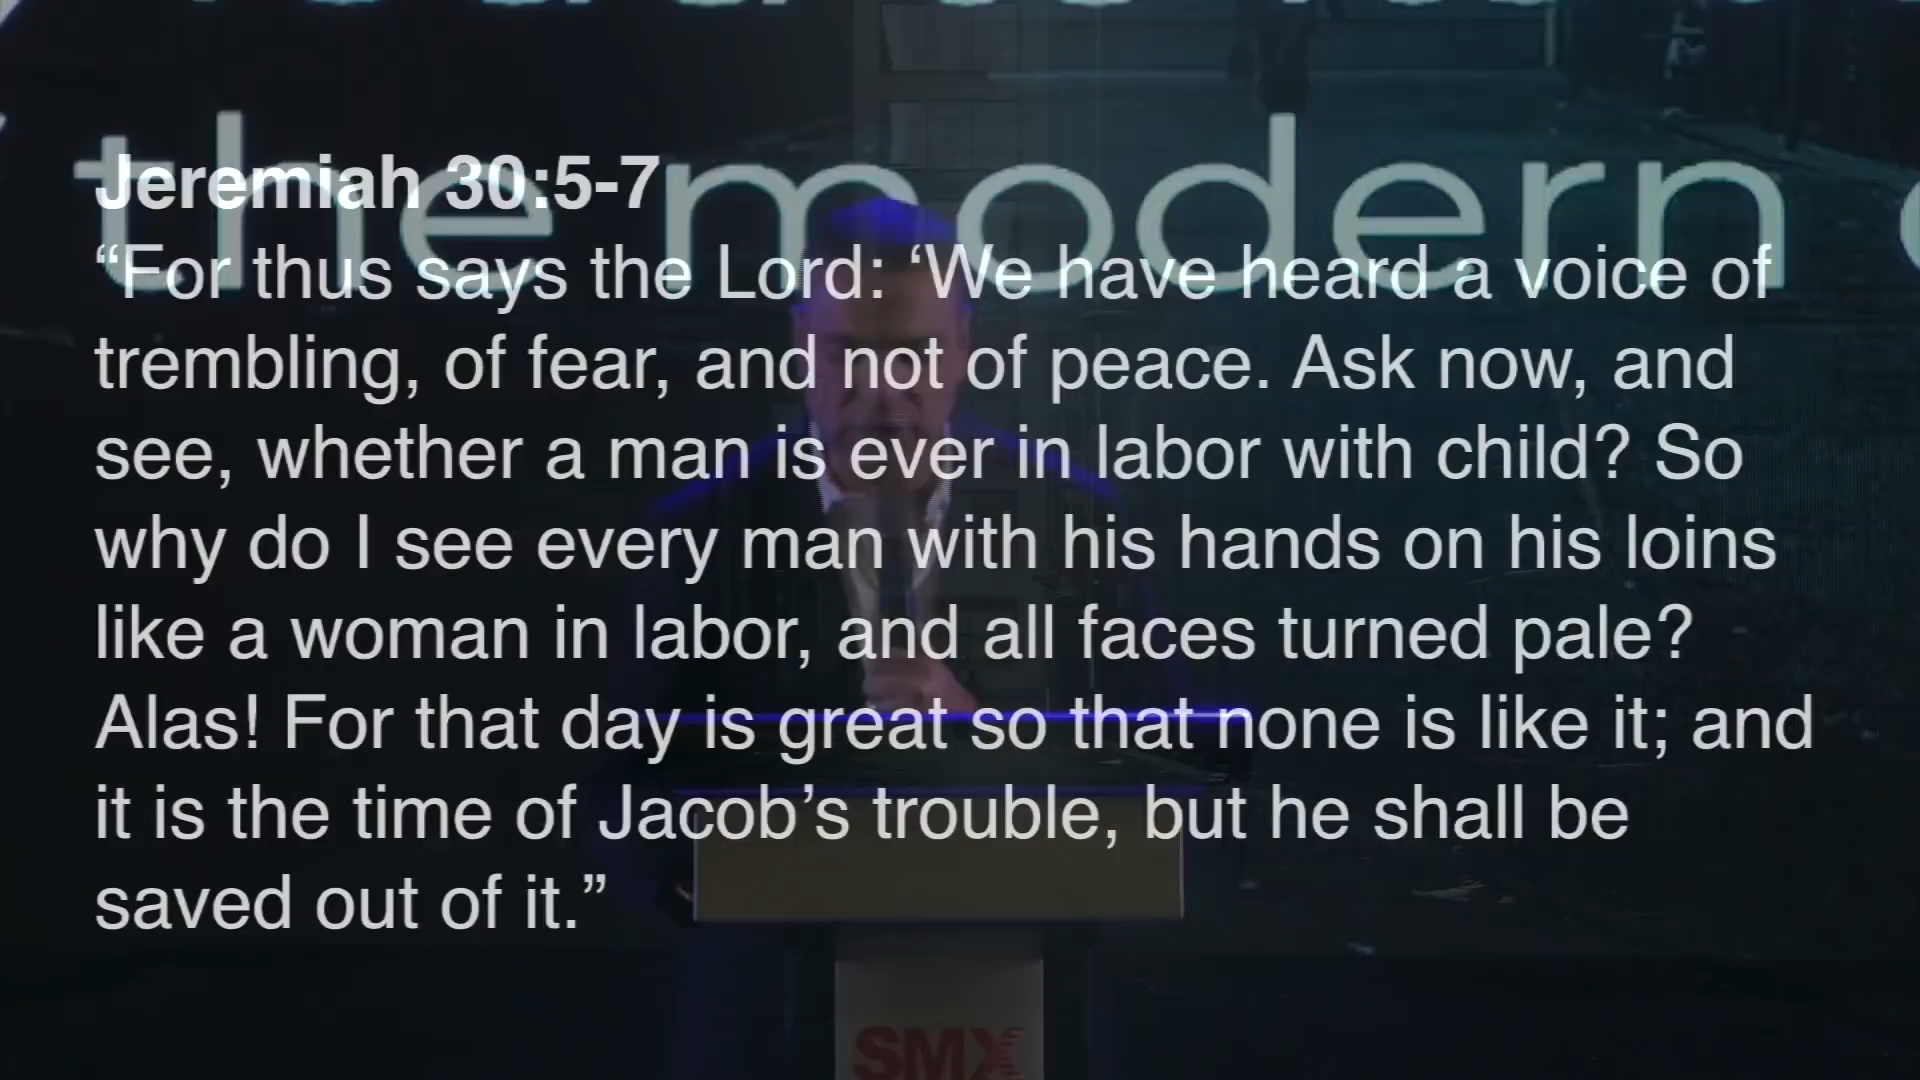 the modern
Jeremiah 30:5-7
“For thus says the Lord: ‘We have heard a voice of
trembling, of fear, and not of peace. Ask now, and
see, whether a man is ever in labor with child? So
why do I see every man with his hands on his loins
like a woman in labor, and all faces turned pale?
Alas! For that day is great so that none is like it; and
it is the time of Jacob’s trouble, but he shall be
saved out of it.”
SMX